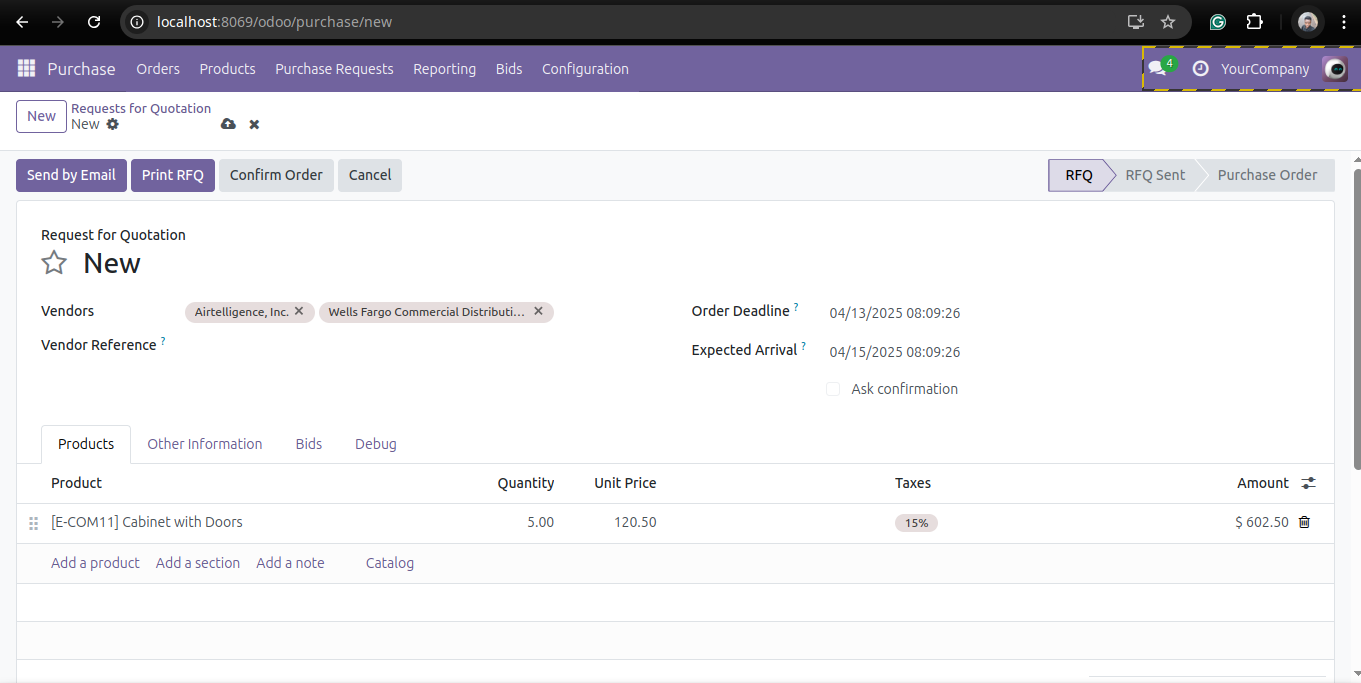 localhost:8069/odoo/purchase/new
Purchase Orders Products Purchase Requests Reporting Bids Configuration 4 YourCompany
New Requests for Quotation
New
Send by Email Print RFQ Confirm Order Cancel RFQ RFQ Sent Purchase Order
Request for Quotation
New
Vendors Airtelligence, Inc. Wells Fargo Commercial Distributi... Order Deadline ? 04/13/2025 08:09:26
Vendor Reference ? Expected Arrival ? 04/15/2025 08:09:26
Ask confirmation
Products Other Information Bids Debug
Product Quantity Unit Price Taxes Amount
[E-COM11] Cabinet with Doors 5.00 120.50 15% $ 602.50
Add a product Add a section Add a note Catalog